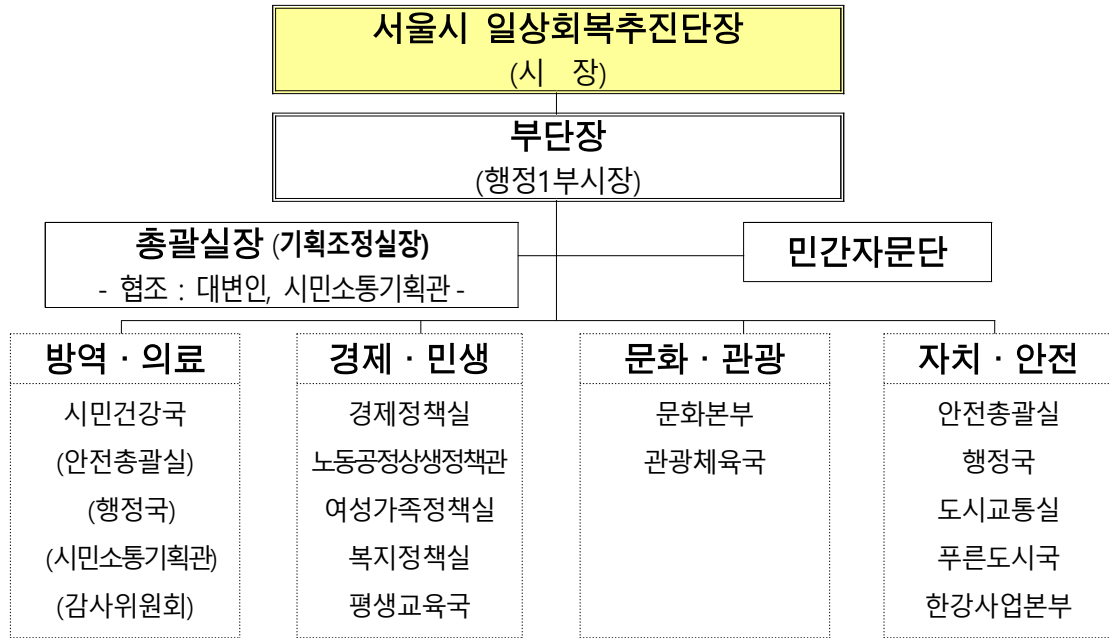 서울시 일상회복추진단장
(시 장)
부단장
(행정1부시장)
총괄실장 (기획조정실장)
- 협조 : 대변인, 시민소통기획관 -
민간자문단
방역 · 의료
시민건강국
(안전총괄실)
(행정국)
(시민소통기획관)
(감사위원회)
경제 · 민생
경제정책실
노동공정상생정책관
여성가족정책실
복지정책실
평생교육국
문화 · 관광
문화본부
관광체육국
자치 · 안전
안전총괄실
행정국
도시교통실
푸른도시국
한강사업본부